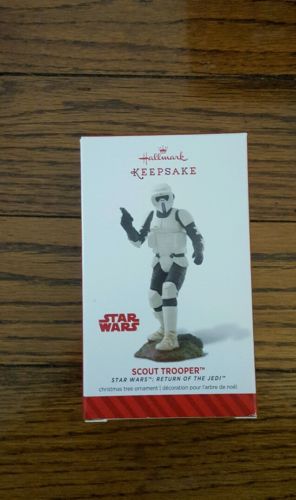 Hallmark
KEEPSAKE
STAR
WARS
SCOUT TROOPER™
STAR WARS™: RETURN OF THE JEDI™
christmas tree ornament | décoration pour l'arbre de noël